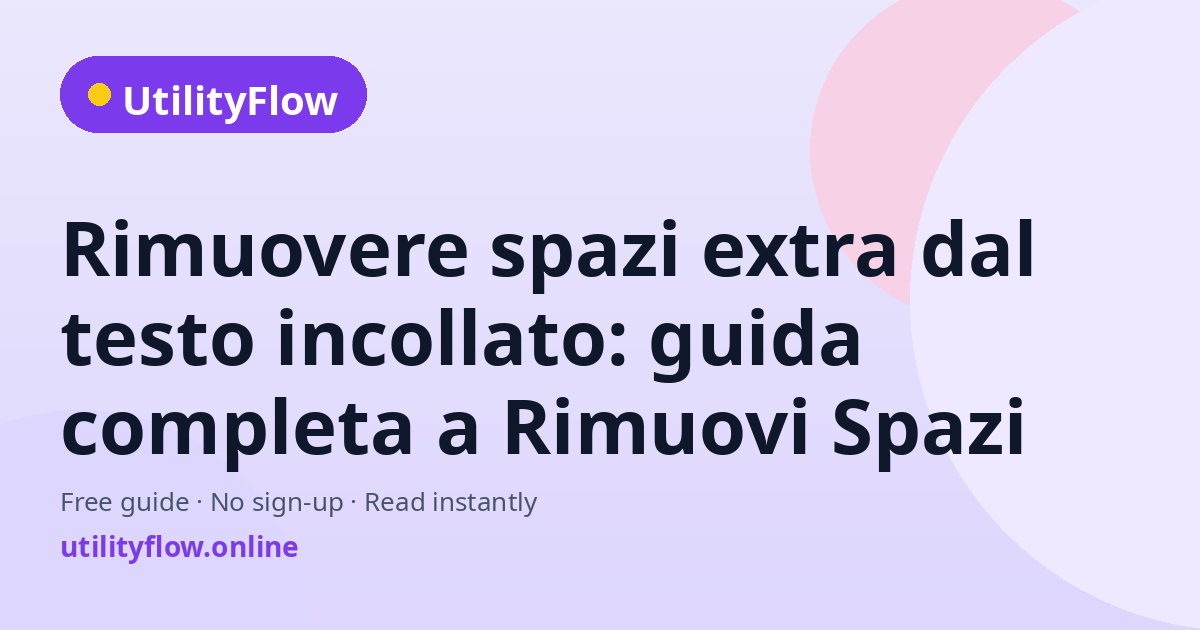 UtilityFlow
Rimuovere spazi extra dal
testo incollato: guida
completa a Rimuovi Spazi
Free guide · No sign-up · Read instantly
utilityflow.online